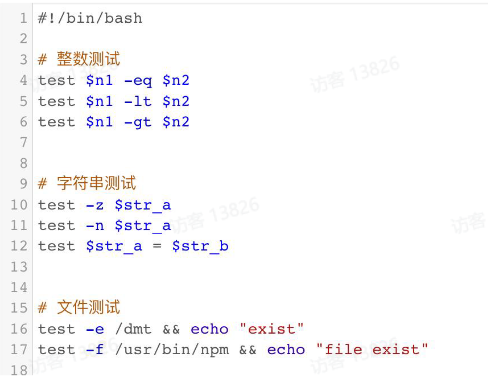 1 #!/bin/bash
2
3 # 整数测试
4 test $n1 -eq $n2
5 test $n1 -lt $n2
6 test $n1 -gt $n2
7
8
9 # 字符串测试
10 test -z $str_a
11 test -n $str_a
12 test $str_a = $str_b
13
14
15 # 文件测试
16 test -e /dmt && echo "exist"
17 test -f /usr/bin/npm && echo "file exist"
18
访客 13826
访客 13826
访客
访客